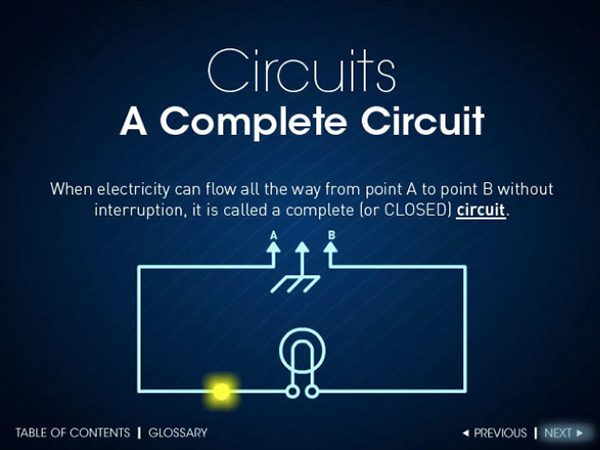 Circuits
A Complete Circuit
When electricity can flow all the way from point A to point B without
interruption, it is called a complete (or CLOSED) circuit.
A B
TABLE OF CONTENTS | GLOSSARY ◀ PREVIOUS | NEXT ▶